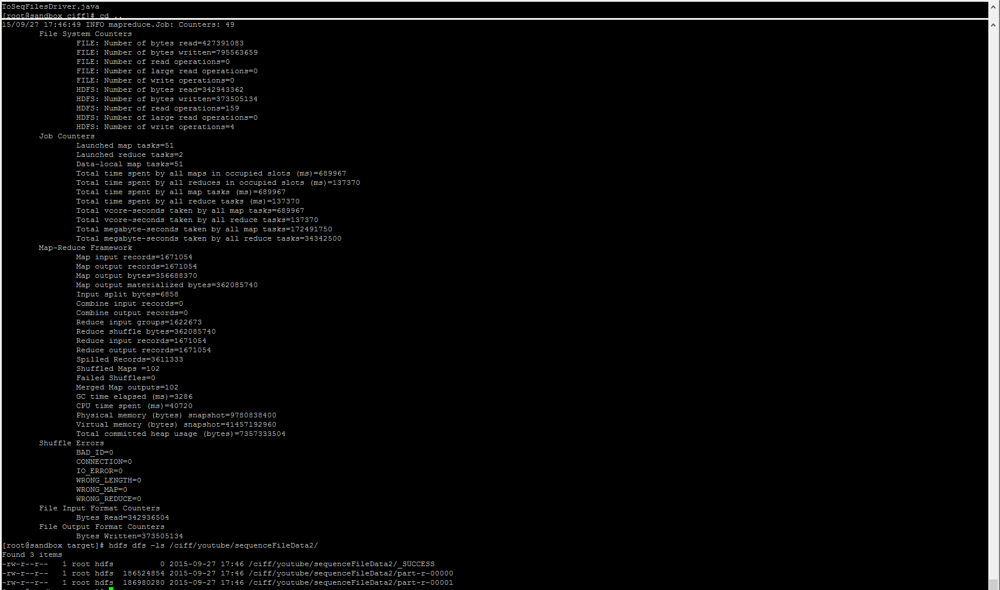 ToSeqFilesDriver.java
[root@sandbox ciff]# cd ..
15/09/27 17:46:49 INFO mapreduce.Job: Counters: 49
File System Counters
FILE: Number of bytes read=427391083
FILE: Number of bytes written=795563659
FILE: Number of read operations=0
FILE: Number of large read operations=0
FILE: Number of write operations=0
HDFS: Number of bytes read=342943362
HDFS: Number of bytes written=373505134
HDFS: Number of read operations=159
HDFS: Number of large read operations=0
HDFS: Number of write operations=4
Job Counters
Launched map tasks=51
Launched reduce tasks=2
Data-local map tasks=51
Total time spent by all maps in occupied slots (ms)=689967
Total time spent by all reduces in occupied slots (ms)=137370
Total time spent by all map tasks (ms)=689967
Total time spent by all reduce tasks (ms)=137370
Total vcore-seconds taken by all map tasks=689967
Total vcore-seconds taken by all reduce tasks=137370
Total megabyte-seconds taken by all map tasks=172491750
Total megabyte-seconds taken by all reduce tasks=34342500
Map-Reduce Framework
Map input records=1671054
Map output records=1671054
Map output bytes=356688370
Map output materialized bytes=362085740
Input split bytes=6858
Combine input records=0
Combine output records=0
Reduce input groups=1622673
Reduce shuffle bytes=362085740
Reduce input records=1671054
Reduce output records=1671054
Spilled Records=3611333
Shuffled Maps =102
Failed Shuffles=0
Merged Map outputs=102
GC time elapsed (ms)=3286
CPU time spent (ms)=40720
Physical memory (bytes) snapshot=9780838400
Virtual memory (bytes) snapshot=41457192960
Total committed heap usage (bytes)=7357333504
Shuffle Errors
BAD_ID=0
CONNECTION=0
IO_ERROR=0
WRONG_LENGTH=0
WRONG_MAP=0
WRONG_REDUCE=0
File Input Format Counters
Bytes Read=342936504
File Output Format Counters
Bytes Written=373505134
[root@sandbox target]# hdfs dfs -ls /ciff/youtube/sequenceFileData2/
Found 3 items
-rw-r--r--   1 root hdfs          0 2015-09-27 17:46 /ciff/youtube/sequenceFileData2/_SUCCESS
-rw-r--r--   1 root hdfs  186524854 2015-09-27 17:46 /ciff/youtube/sequenceFileData2/part-r-00000
-rw-r--r--   1 root hdfs  186980280 2015-09-27 17:46 /ciff/youtube/sequenceFileData2/part-r-00001